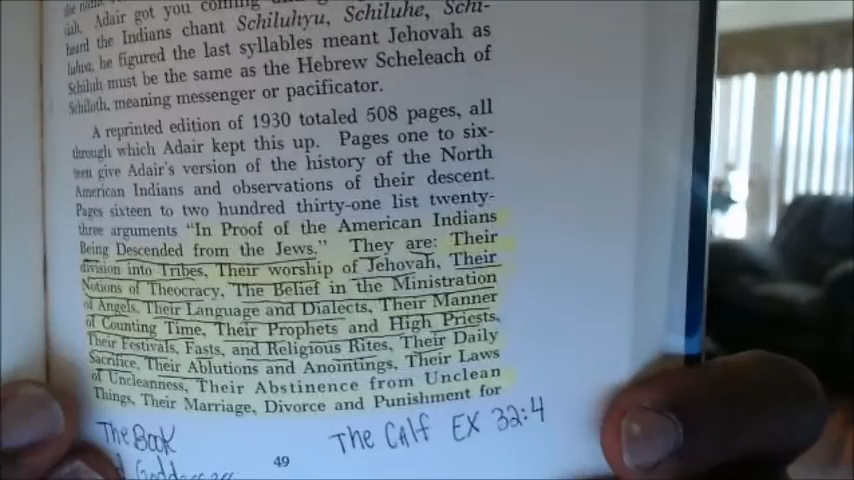 siah. Adair got you coming
heard the Indians chant Schiluhyu, Schiluhe, Schi-
luhva, he figured the last syllables meant Jehovah as
Schiluh must be the same as the Hebrew Scheleach of
Schiloth, meaning messenger or pacificator.
A reprinted edition of 1930 totaled 508 pages, all
through which Adair kept this up. Pages one to six-
teen give Adair's version of the history of the North
American Indians and observations of their descent.
Pages sixteen to two hundred thirty-one list twenty-
three arguments "In Proof of the American Indians
Being Descended from the Jews." They are: Their
division into Tribes, Their worship of Jehovah, Their
Notions of Theocracy, The Belief in the Ministration
of Angels, Their Language and Dialects, Their Manner
of Counting Time, Their Prophets and High Priests,
Their Festivals, Fasts, and Religious Rites, Their Daily
Sacrifice, Their Ablutions and Anointings, Their Laws
of Uncleanness, Their Abstinence from Unclean
Things, Their Marriage, Divorce and Punishment for
The Book
The CAlf EX 32:4
49